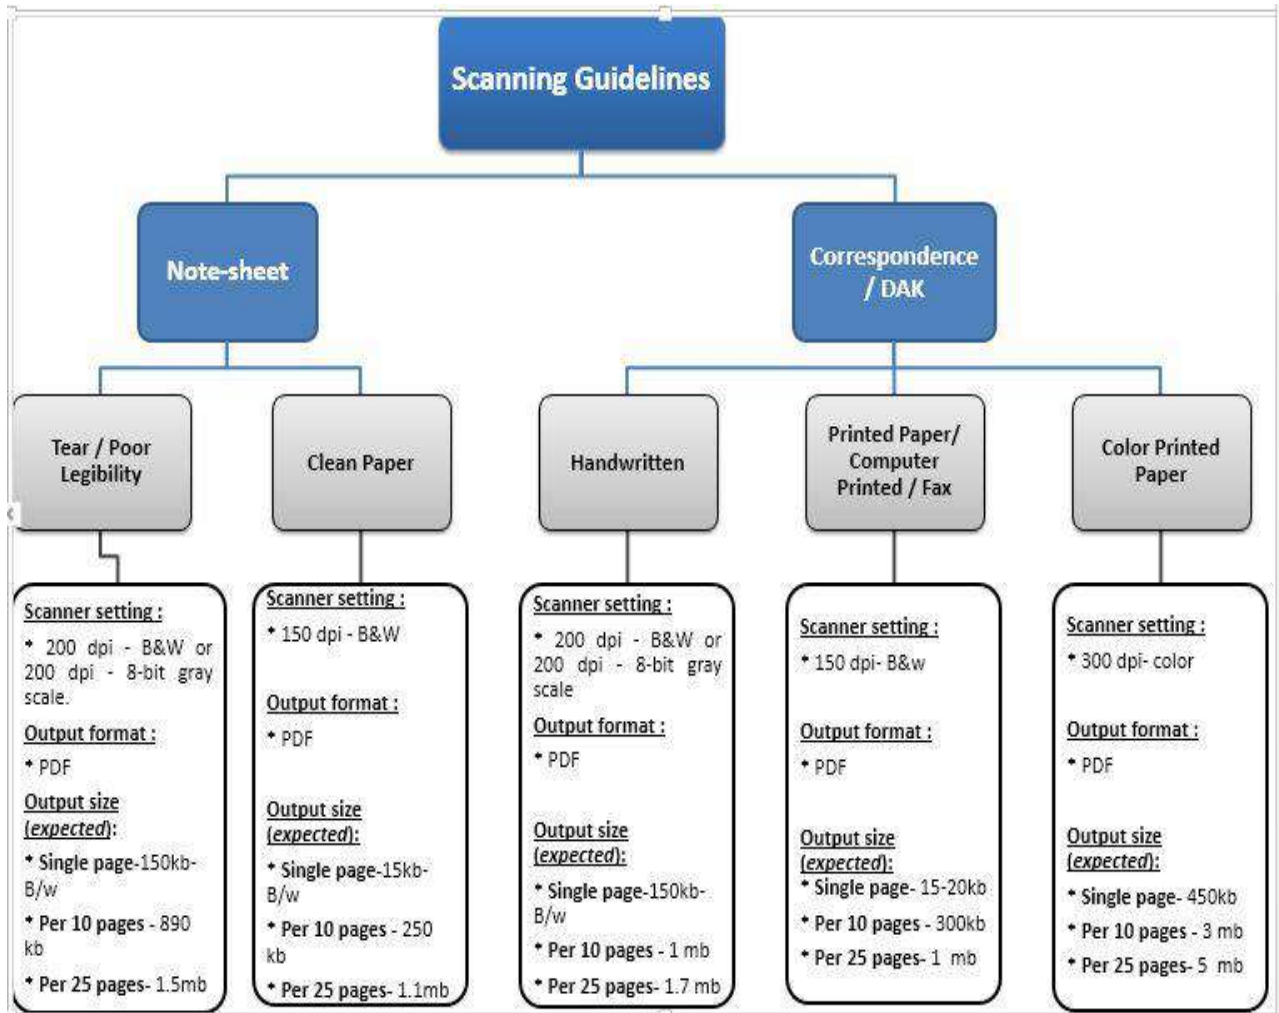 Scanning Guidelines
Note-sheet
Correspondence
/ DAK
Tear / Poor
Legibility
Clean Paper
Handwritten
Printed Paper/
Computer
Printed / Fax
Color Printed
Paper
Scanner setting :
* 200 dpi - B&W or
200 dpi - 8-bit gray
scale.
Output format :
* PDF
Output size
(expected):
* Single page-150kb-
B/w
* Per 10 pages - 890
kb
* Per 25 pages- 1.5mb
Scanner setting :
* 150 dpi - B&W
Output format :
* PDF
Output size
(expected):
* Single page-15kb-
B/w
* Per 10 pages - 250
kb
* Per 25 pages- 1.1mb
Scanner setting :
* 200 dpi - B&W or
200 dpi - 8-bit gray
scale
Output format :
* PDF
Output size
(expected):
* Single page-150kb-
B/w
* Per 10 pages - 1 mb
* Per 25 pages- 1.7 mb
Scanner setting :
* 150 dpi- B&w
Output format :
* PDF
Output size
(expected):
* Single page- 15-20kb
* Per 10 pages - 300kb
* Per 25 pages- 1 mb
Scanner setting :
* 300 dpi- color
Output format :
* PDF
Output size
(expected):
* Single page- 450kb
* Per 10 pages - 3 mb
* Per 25 pages- 5 mb